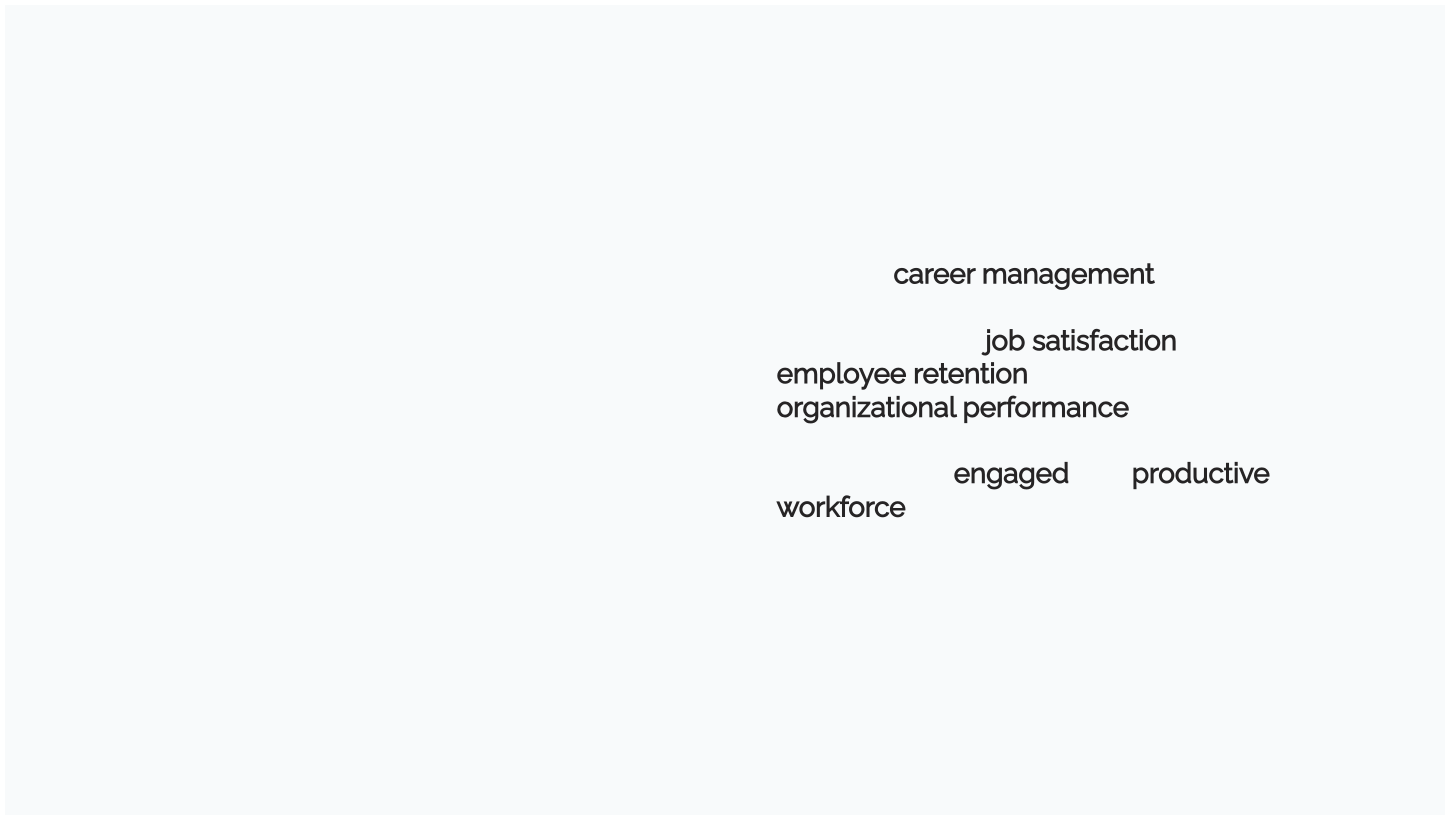 career management
job satisfaction
employee retention
organizational performance
engaged productive
workforce